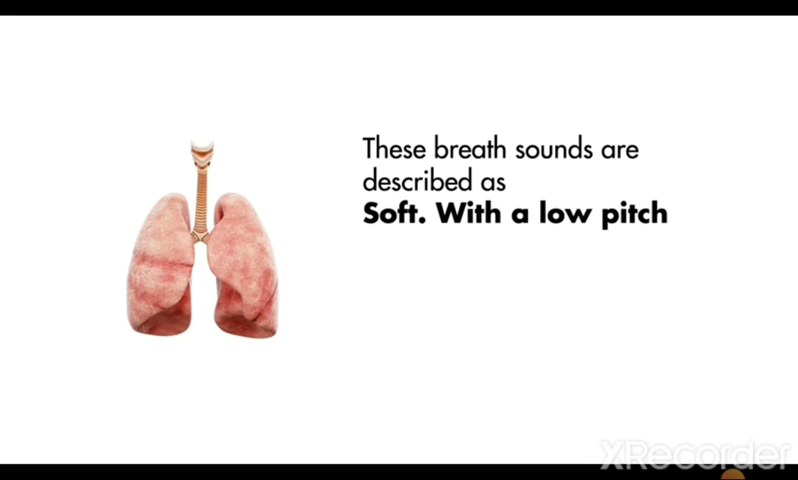 These breath sounds are
described as
Soft. With a low pitch
XRecorder